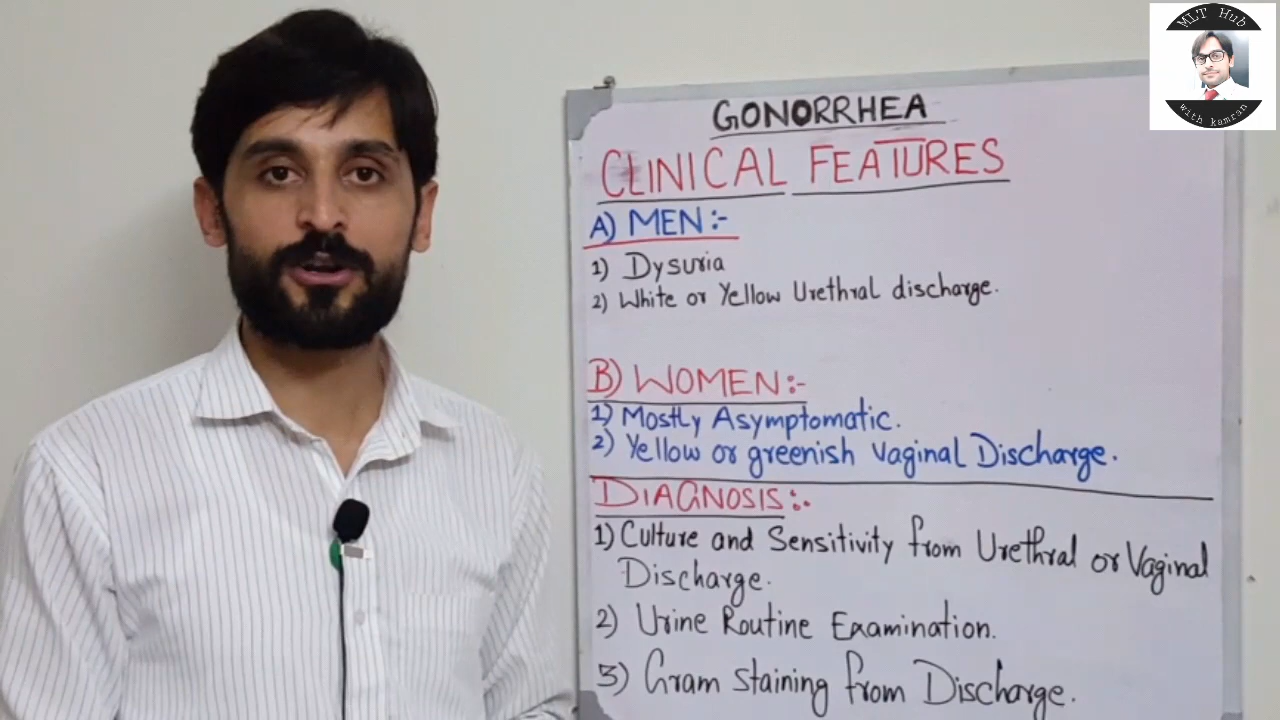 MLT Hub
with kamran
GONORRHEA
CLINICAL FEATURES
A) MEN:-
1) Dysuria
2) White or Yellow Urethral discharge.
B) WOMEN:-
1) Mostly Asymptomatic.
2) Yellow or greenish Vaginal Discharge.
DIAGNOSIS:-
1) Culture and Sensitivity from Urethral or Vaginal
Discharge.
2) Urine Routine Examination.
3) Gram Staining from Discharge.